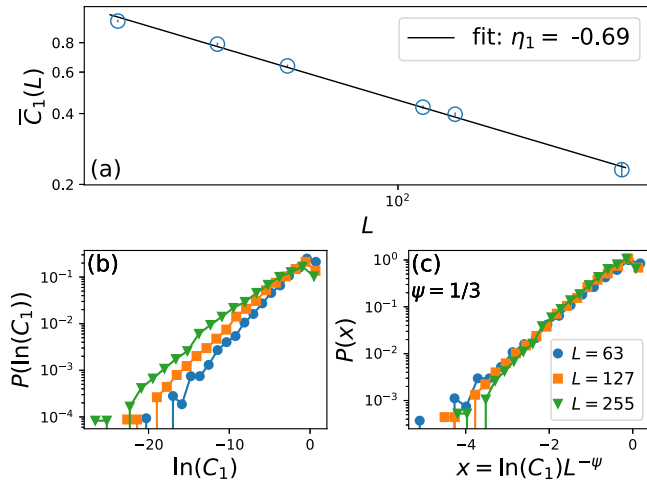 0.8
0.6
0.4
0.2
C̅₁(L)
(a)
fit: η₁ = -0.69
10²
L
(b)
10⁻¹
10⁻²
10⁻³
10⁻⁴
P(ln(C₁))
−20 −10 0
ln(C₁)
(c)
ψ = 1/3
10⁰
10⁻¹
10⁻²
10⁻³
P(x)
L = 63
L = 127
L = 255
−4 −2 0
x = ln(C₁)L⁻ᵠ